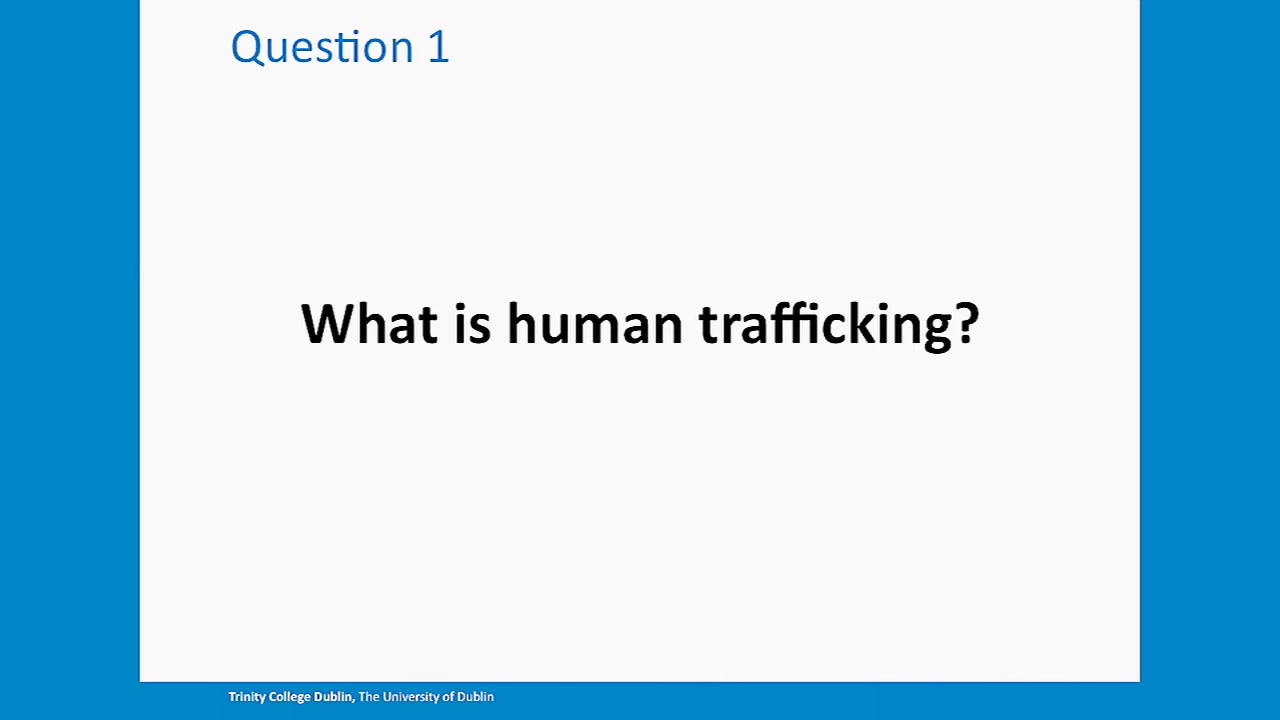 Question 1
What is human trafficking?
Trinity College Dublin, The University of Dublin